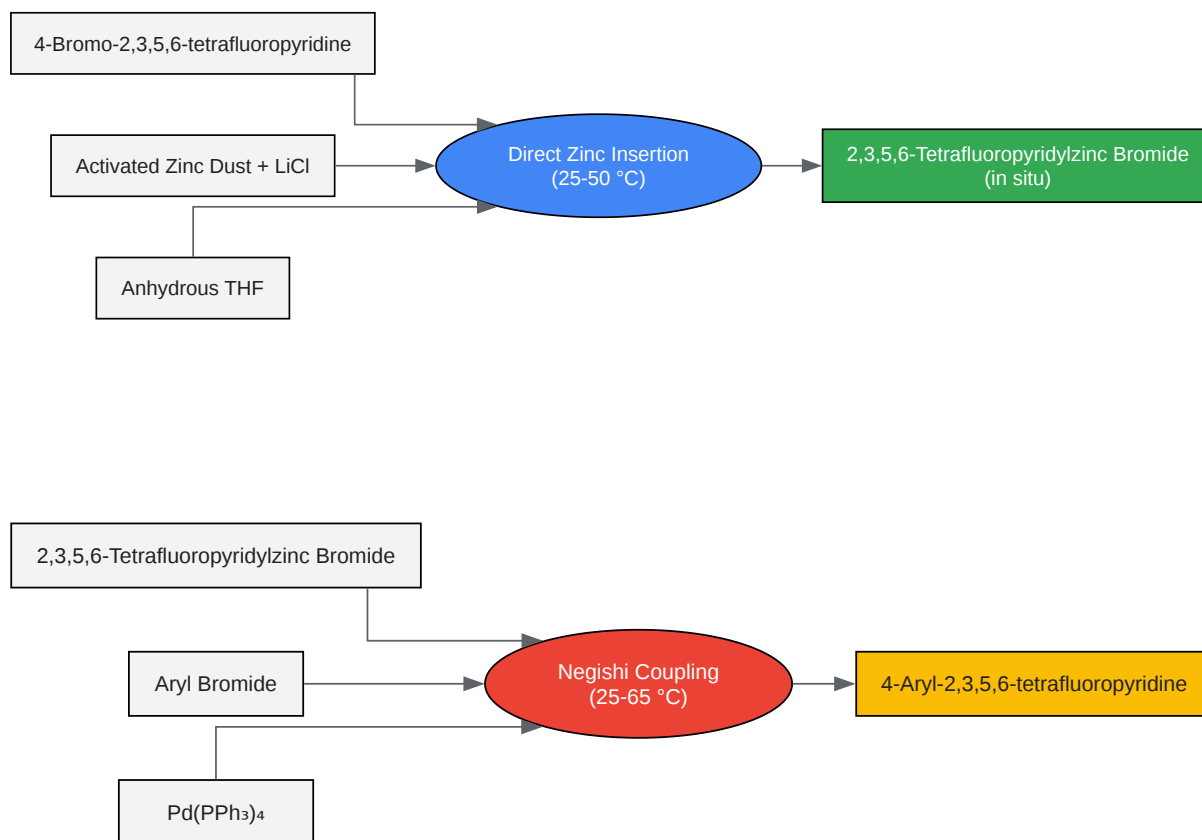 4-Bromo-2,3,5,6-tetrafluoropyridine
Activated Zinc Dust + LiCl
Anhydrous THF
Direct Zinc Insertion
(25-50 °C)
2,3,5,6-Tetrafluoropyridylzinc Bromide
(in situ)
2,3,5,6-Tetrafluoropyridylzinc Bromide
Aryl Bromide
Pd(PPh₃)₄
Negishi Coupling
(25-65 °C)
4-Aryl-2,3,5,6-tetrafluoropyridine